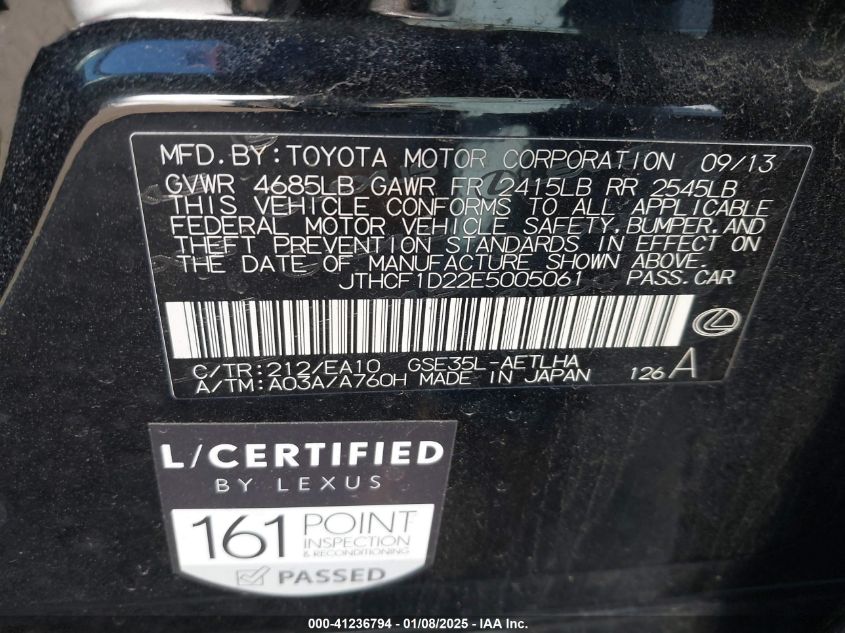 MFD.BY:TOYOTA MOTOR CORPORATION 09/13
GVWR 4685LB GAWR FR 2415LB RR 2545LB
THIS VEHICLE CONFORMS TO ALL APPLICABLE
FEDERAL MOTOR VEHICLE SAFETY,BUMPER,AND
THEFT PREVENTION STANDARDS IN EFFECT ON
THE DATE OF MANUFACTURE SHOWN ABOVE.
JTHCF1D22E5005061 PASS.CAR
C/TR:212/EA10 GSE35L-AETLHA
A/TM:A03A/A760H MADE IN JAPAN 126 A
L/CERTIFIED
BY LEXUS
161 POINT
INSPECTION
& RECONDITIONING
PASSED
000-41236794 — 01/08/2025 — IAA Inc.